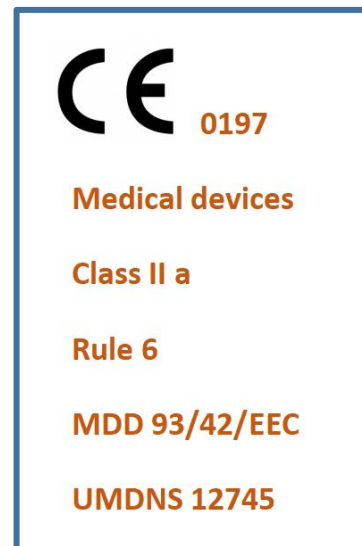 CE 0197
Medical devices
Class II a
Rule 6
MDD 93/42/EEC
UMDNS 12745